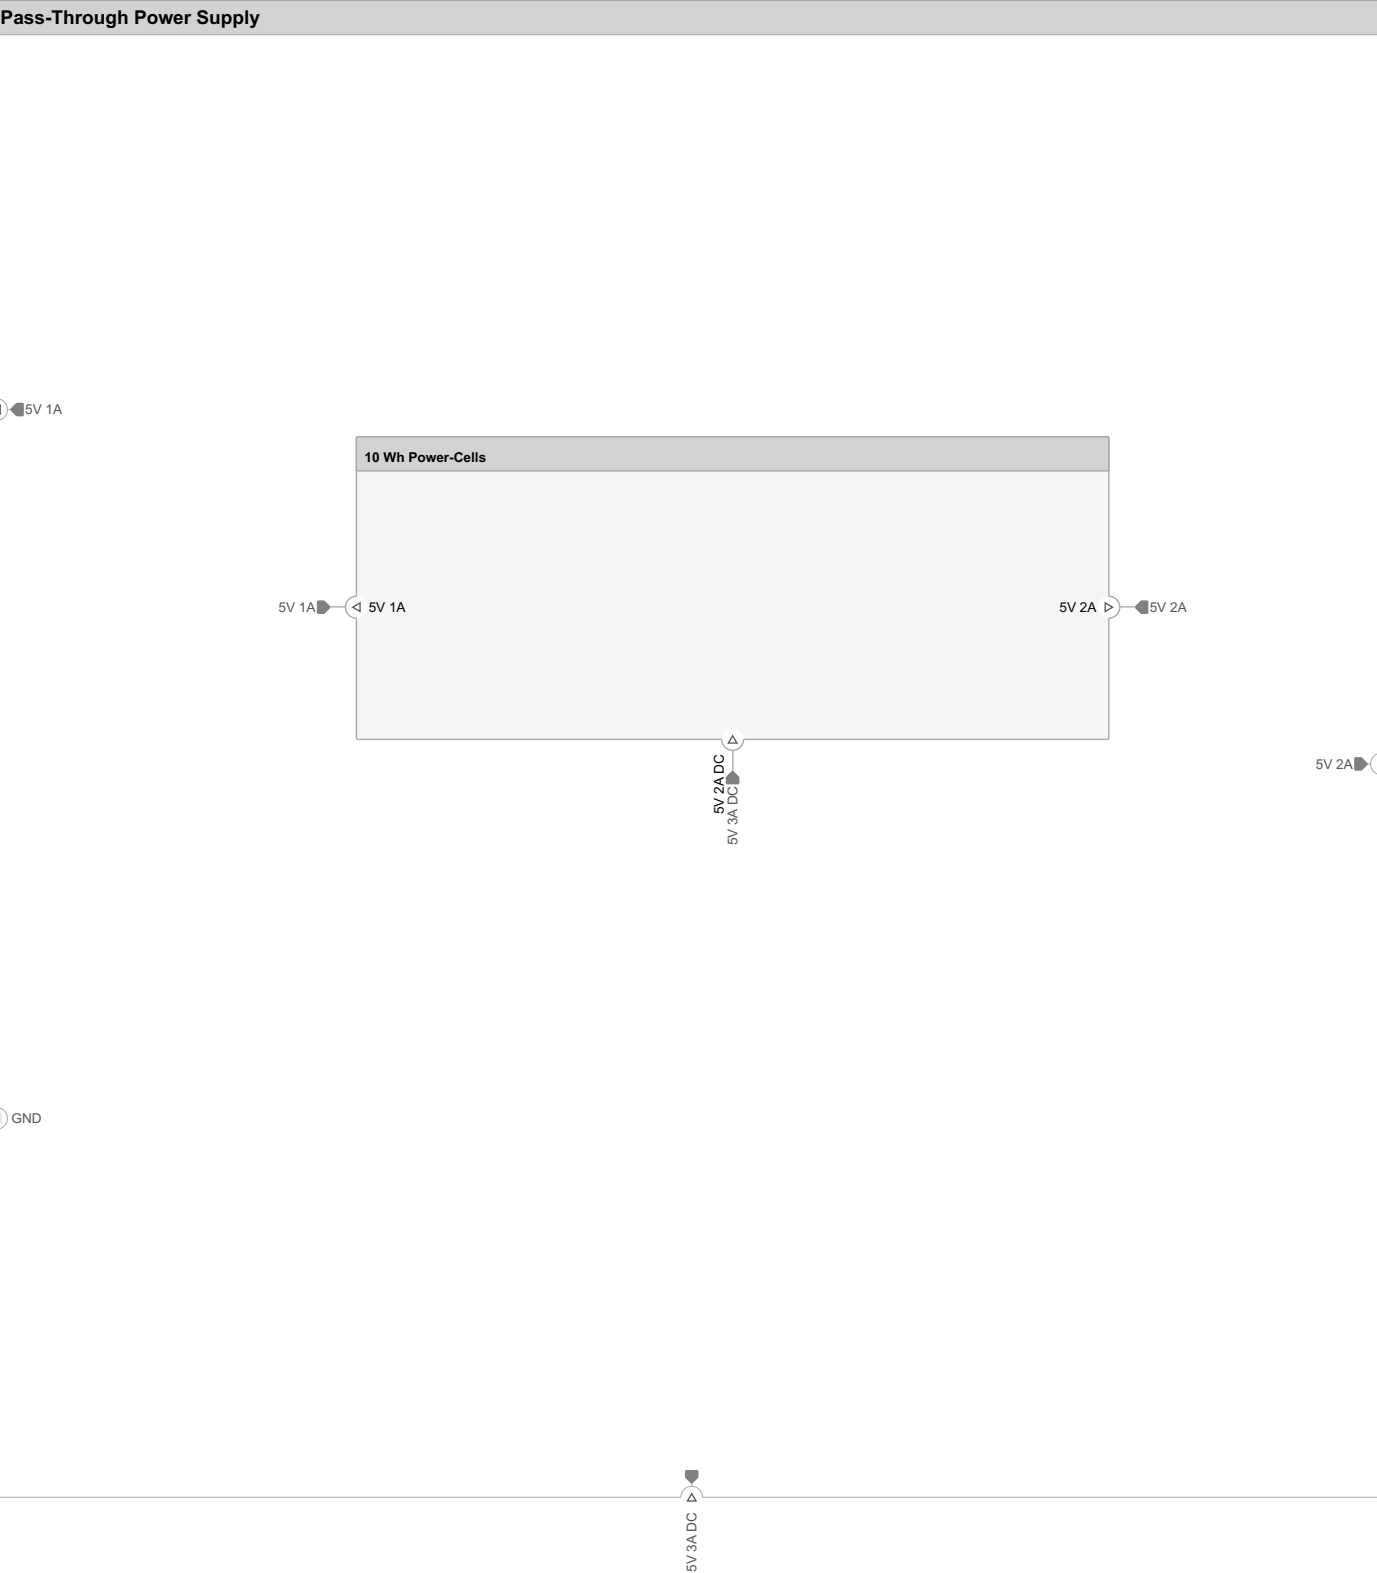 Pass-Through Power Supply
5V 1A
10 Wh Power-Cells
5V 1A
5V 1A
5V 2A
5V 2A
5V 2A DC
5V 3A DC
5V 2A
GND
5V 3A DC